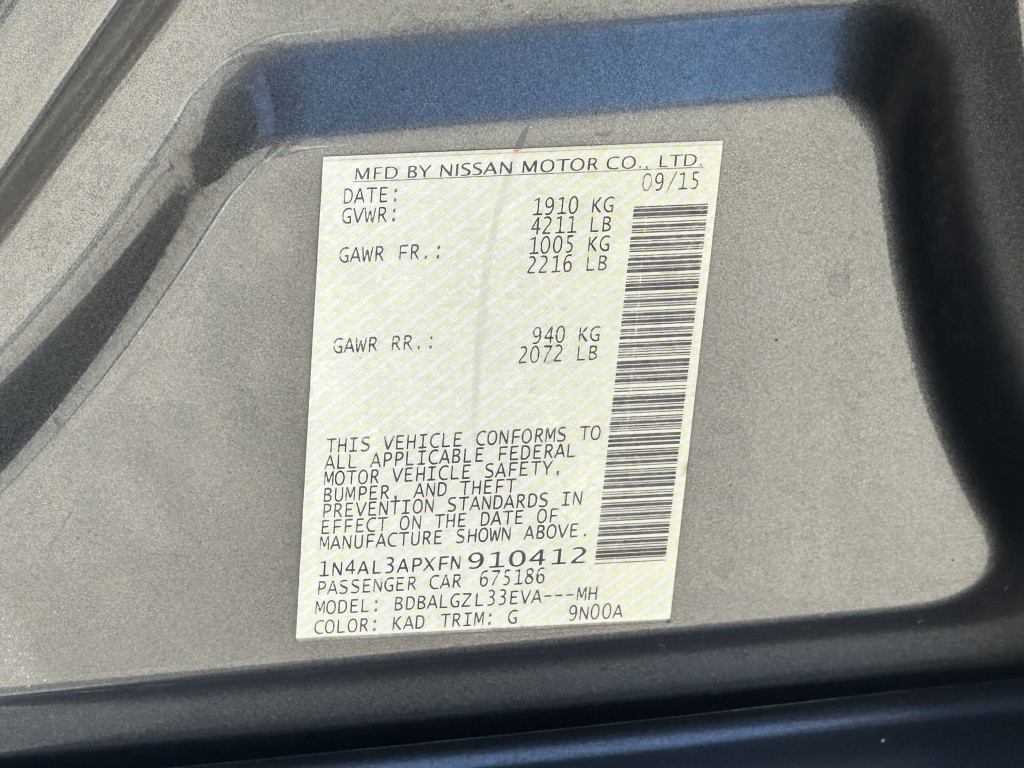 MFD BY NISSAN MOTOR CO., LTD.
DATE: 09/15
GVWR: 1910 KG
4211 LB
GAWR FR.: 1005 KG
2216 LB
GAWR RR.: 940 KG
2072 LB
THIS VEHICLE CONFORMS TO
ALL APPLICABLE FEDERAL
MOTOR VEHICLE SAFETY,
BUMPER, AND THEFT
PREVENTION STANDARDS IN
EFFECT ON THE DATE OF
MANUFACTURE SHOWN ABOVE.
1N4AL3APXFN910412
PASSENGER CAR 675186
MODEL: BDBALGZL33EVA---MH
COLOR: KAD TRIM: G 9N00A